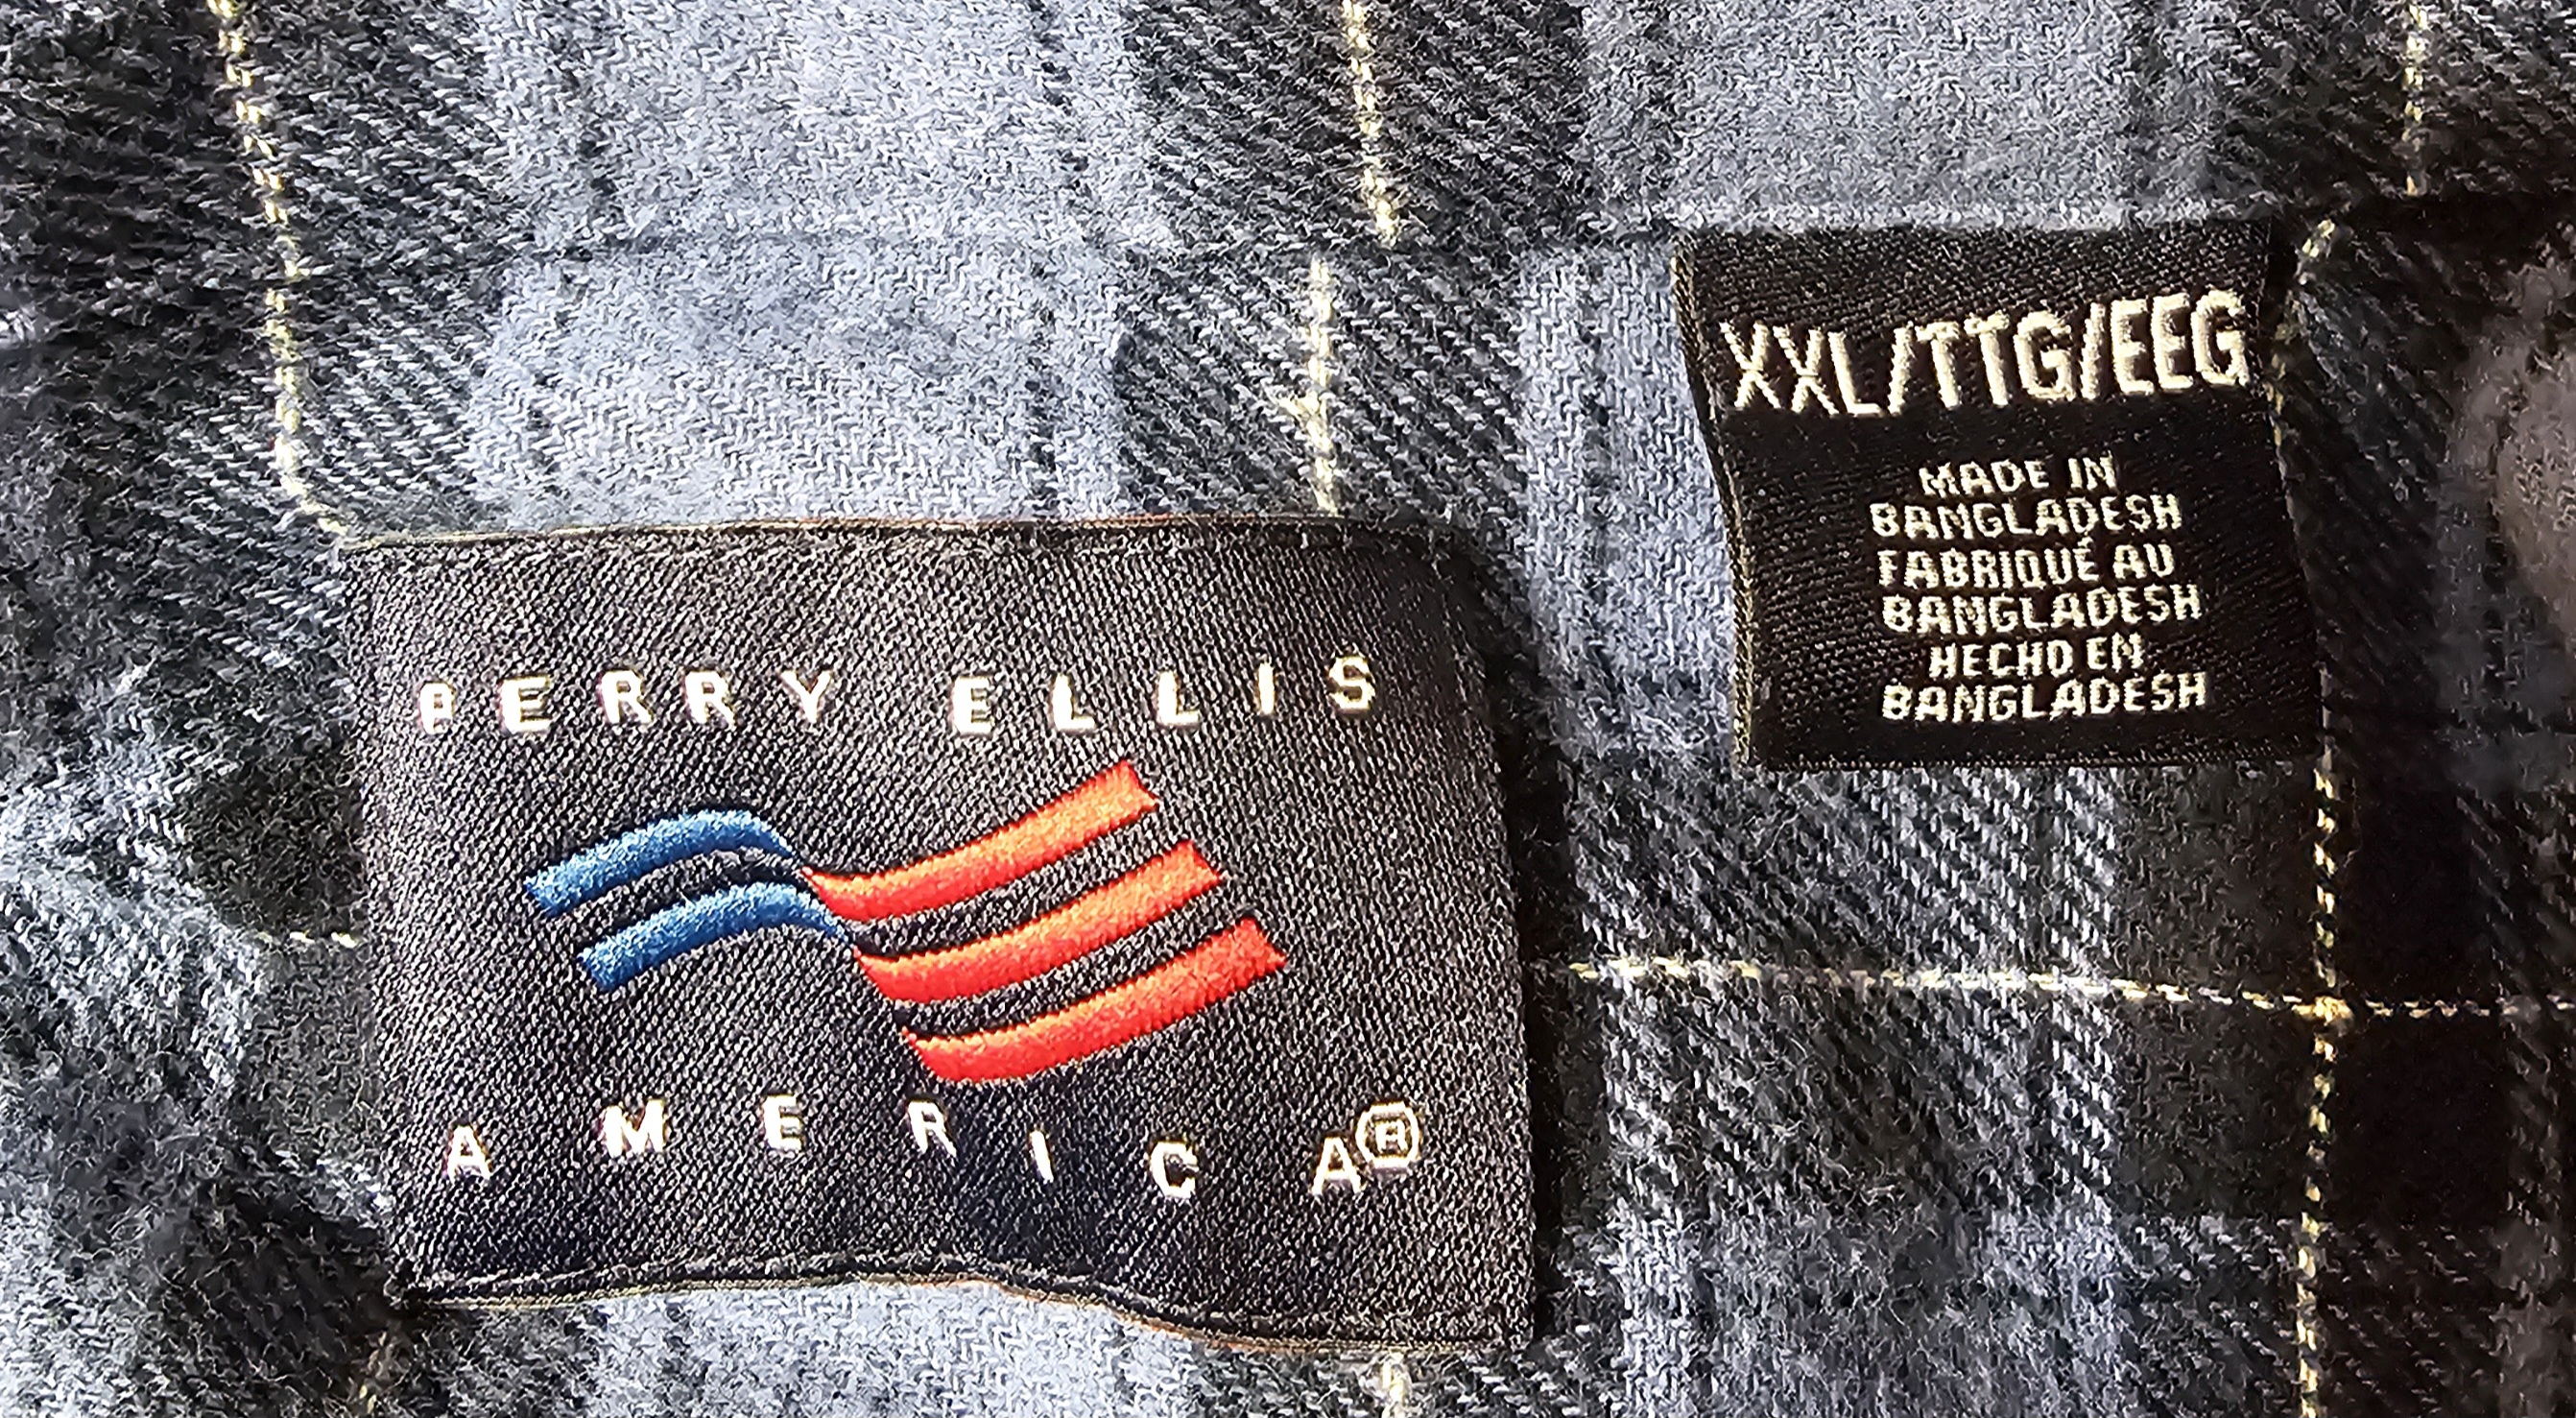 PERRY ELLIS
AMERICA®
XXL/TTG/EEG
MADE IN
BANGLADESH
FABRIQUÉ AU
BANGLADESH
HECHO EN
BANGLADESH